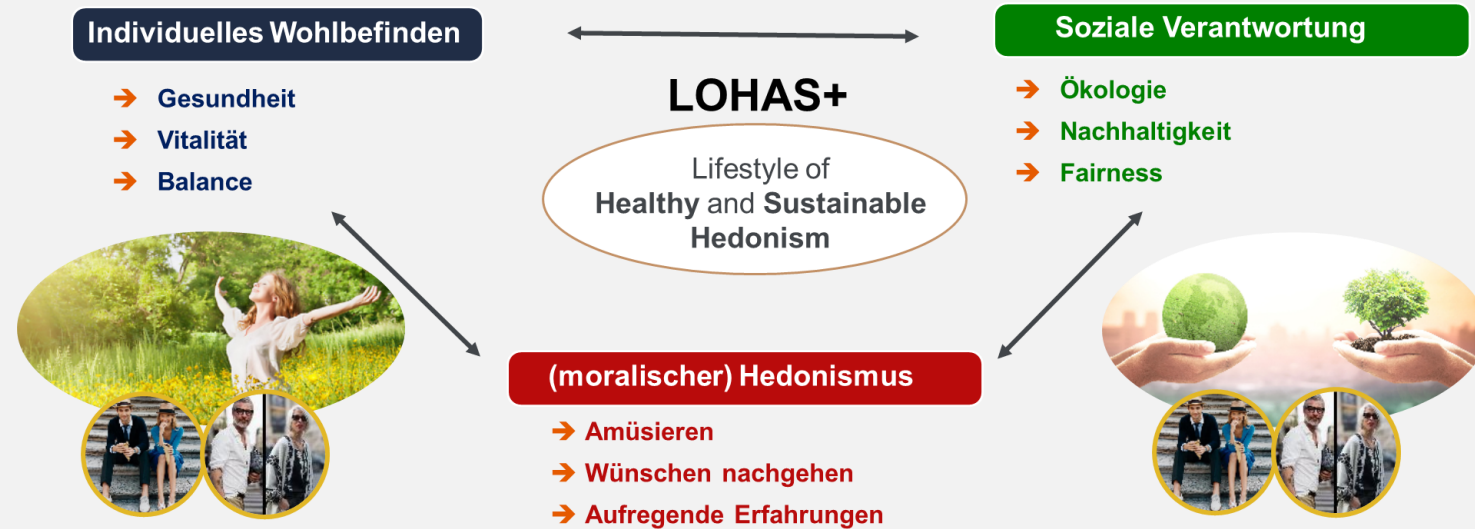 Individuelles Wohlbefinden
➔ Gesundheit
➔ Vitalität
➔ Balance
LOHAS+
Lifestyle of
Healthy and Sustainable
Hedonism
Soziale Verantwortung
➔ Ökologie
➔ Nachhaltigkeit
➔ Fairness
(moralischer) Hedonismus
➔ Amüsieren
➔ Wünschen nachgehen
➔ Aufregende Erfahrungen